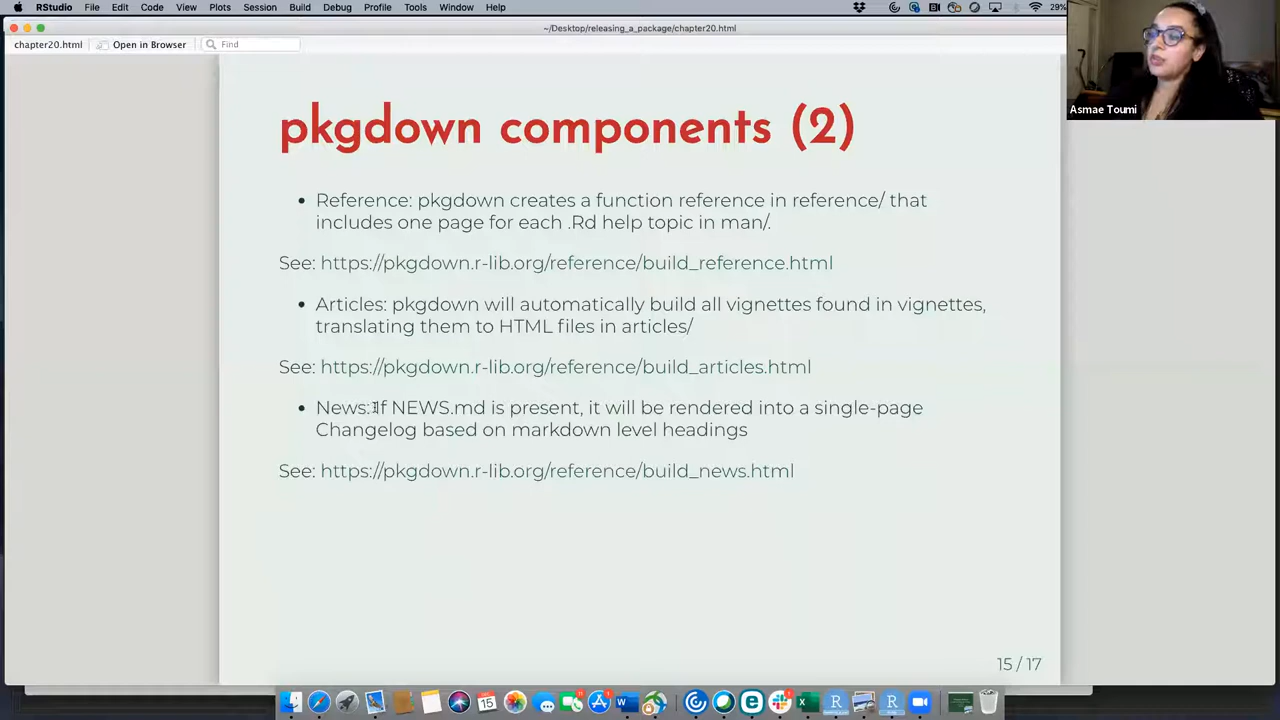 RStudio File Edit Code View Plots Session Build Debug Profile Tools Window Help 29%
~/Desktop/releasing_a_package/chapter20.html
chapter20.html Open in Browser Find
Asmae Toumi
pkgdown components (2)
• Reference: pkgdown creates a function reference in reference/ that
includes one page for each .Rd help topic in man/.
See: https://pkgdown.r-lib.org/reference/build_reference.html
• Articles: pkgdown will automatically build all vignettes found in vignettes,
translating them to HTML files in articles/
See: https://pkgdown.r-lib.org/reference/build_articles.html
• News: If NEWS.md is present, it will be rendered into a single-page
Changelog based on markdown level headings
See: https://pkgdown.r-lib.org/reference/build_news.html
15 / 17
15